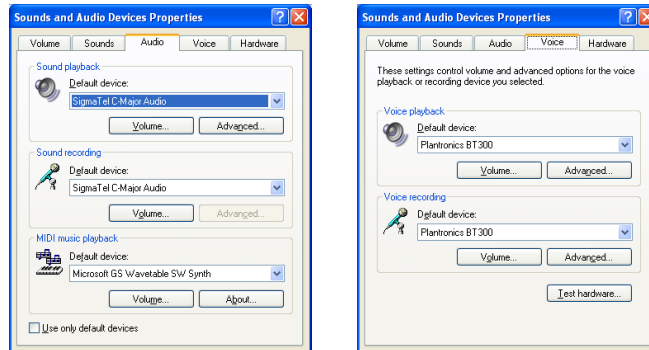 Sounds and Audio Devices Properties
Volume
Sounds
Audio
Voice
Hardware
Sound playback
Default device:
SigmaTel C-Major Audio
Volume...
Advanced...
Sound recording
Default device:
SigmaTel C-Major Audio
Volume...
Advanced...
MIDI music playback
Default device:
Microsoft GS Wavetable SW Synth
Volume...
About...
Use only default devices
Sounds and Audio Devices Properties
Volume
Sounds
Audio
Voice
Hardware
These settings control volume and advanced options for the voice
playback or recording device you selected.
Voice playback
Default device:
Plantronics BT300
Volume...
Advanced...
Voice recording
Default device:
Plantronics BT300
Volume...
Advanced...
Test hardware...